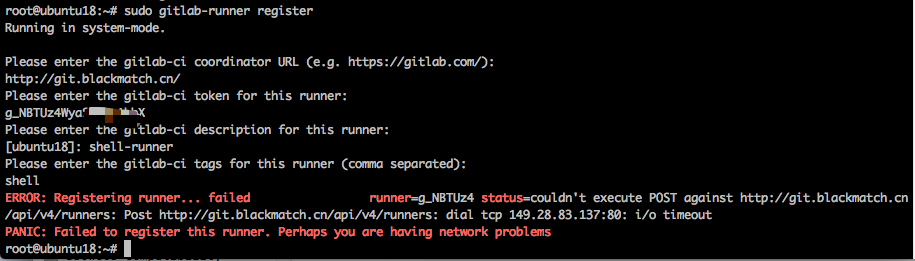 root@ubuntu18:~# sudo gitlab-runner register
Running in system-mode.
Please enter the gitlab-ci coordinator URL (e.g. https://gitlab.com/):
http://git.blackmatch.cn/
Please enter the gitlab-ci token for this runner:
Please enter the gitlab-ci description for this runner:
[ubuntu18]: shell-runner
Please enter the gitlab-ci tags for this runner (comma separated):
shell
ERROR: Registering runner... failed runner=g_NBTUz4 status=couldn't execute POST against http://git.blackmatch.cn
/api/v4/runners: Post http://git.blackmatch.cn/api/v4/runners: dial tcp 149.28.83.137:80: i/o timeout
PANIC: Failed to register this runner. Perhaps you are having network problems
root@ubuntu18:~#